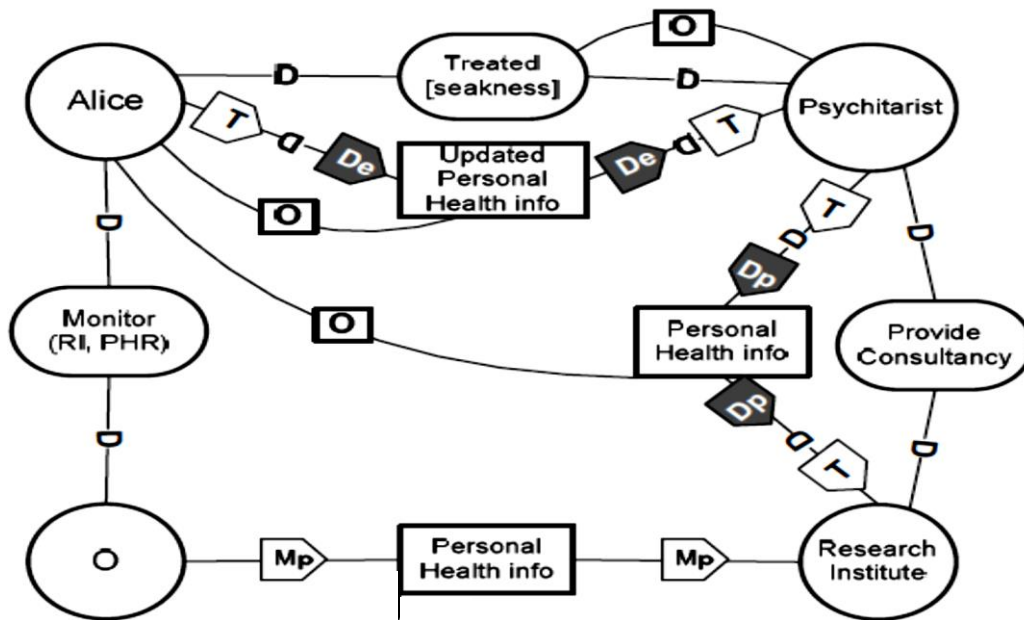 O
Alice
D
Treated
[seakness]
D
Psychitarist
T
D
De
Updated
Personal
Health info
De
D
T
O
D
T
D
Dp
D
O
Monitor
(RI, PHR)
Personal
Health info
Provide
Consultancy
Dp
D
T
D
D
O
Mp
Personal
Health info
Mp
Research
Institute